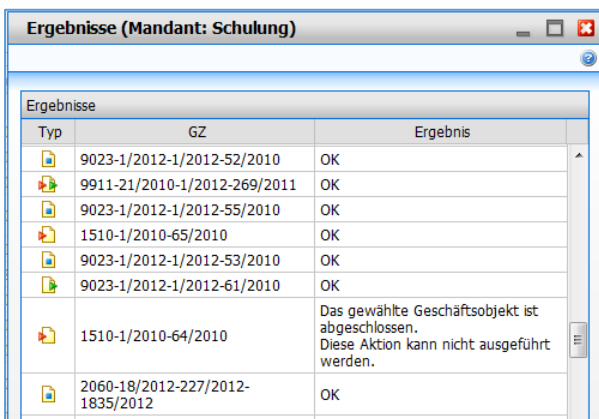 Ergebnisse (Mandant: Schulung)
Ergebnisse
Typ GZ Ergebnis
9023-1/2012-1/2012-52/2010 OK
9911-21/2010-1/2012-269/2011 OK
9023-1/2012-1/2012-55/2010 OK
1510-1/2010-65/2010 OK
9023-1/2012-1/2012-53/2010 OK
9023-1/2012-1/2012-61/2010 OK
1510-1/2010-64/2010
Das gewählte Geschäftsobjekt ist
abgeschlossen.
Diese Aktion kann nicht ausgeführt
werden.
2060-18/2012-227/2012-
1835/2012
OK